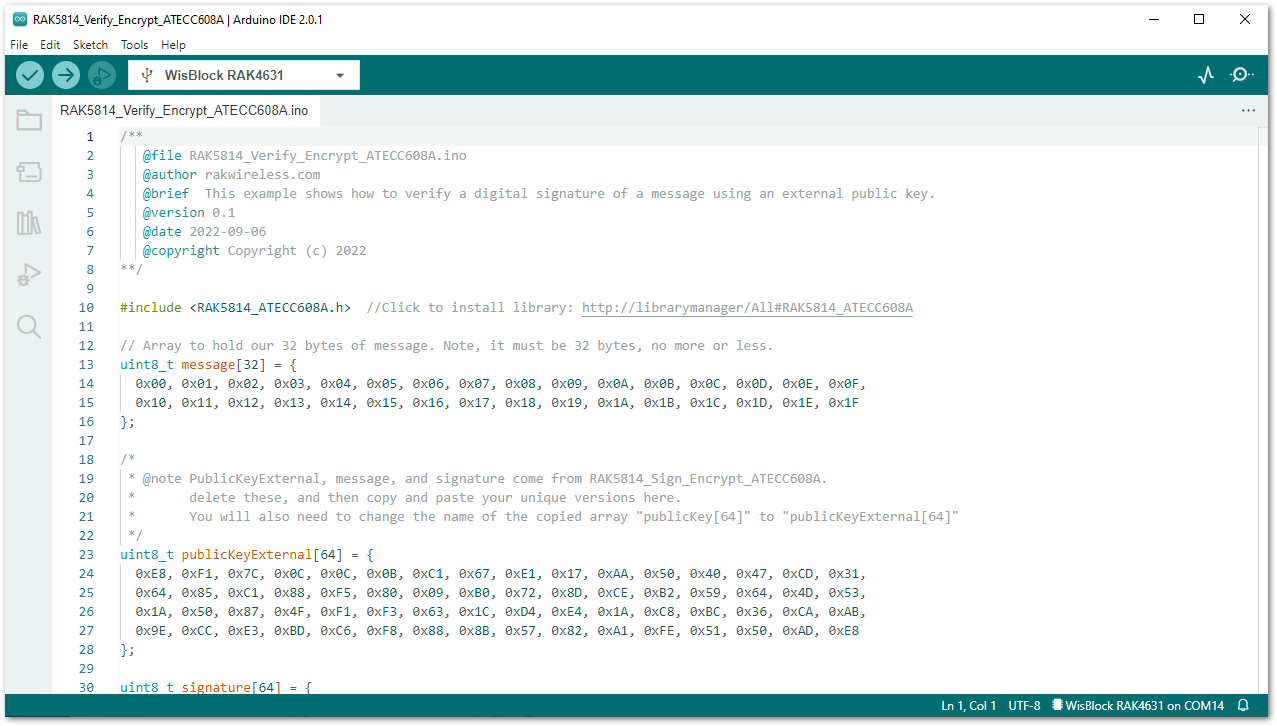 RAK5814_Verify_Encrypt_ATECC608A | Arduino IDE 2.0.1
File Edit Sketch Tools Help
WisBlock RAK4631
RAK5814_Verify_Encrypt_ATECC608A.ino
1 /**
2 @file RAK5814_Verify_Encrypt_ATECC608A.ino
3 @author rakwireless.com
4 @brief  This example shows how to verify a digital signature of a message using an external public key.
5 @version 0.1
6 @date 2022-09-06
7 @copyright Copyright (c) 2022
8 **/
9
10 #include <RAK5814_ATECC608A.h>  //Click to install library: http://librarymanager/All#RAK5814_ATECC608A
11
12 // Array to hold our 32 bytes of message. Note, it must be 32 bytes, no more or less.
13 uint8_t message[32] = {
14 0x00, 0x01, 0x02, 0x03, 0x04, 0x05, 0x06, 0x07, 0x08, 0x09, 0x0A, 0x0B, 0x0C, 0x0D, 0x0E, 0x0F,
15 0x10, 0x11, 0x12, 0x13, 0x14, 0x15, 0x16, 0x17, 0x18, 0x19, 0x1A, 0x1B, 0x1C, 0x1D, 0x1E, 0x1F
16 };
17
18 /*
19 * @note PublicKeyExternal, message, and signature come from RAK5814_Sign_Encrypt_ATECC608A.
20 *       delete these, and then copy and paste your unique versions here.
21 *       You will also need to change the name of the copied array "publicKey[64]" to "publicKeyExternal[64]"
22 */
23 uint8_t publicKeyExternal[64] = {
24 0xE8, 0xF1, 0x7C, 0x0C, 0x0C, 0x0B, 0xC1, 0x67, 0xE1, 0x17, 0xAA, 0x50, 0x40, 0x47, 0xCD, 0x31,
25 0x64, 0x85, 0xC1, 0x88, 0xF5, 0x80, 0x09, 0xB0, 0x72, 0x8D, 0xCE, 0xB2, 0x59, 0x64, 0x4D, 0x53,
26 0x1A, 0x50, 0x87, 0x4F, 0xF1, 0xF3, 0x63, 0x1C, 0xD4, 0xE4, 0x1A, 0xC8, 0xBC, 0x36, 0xCA, 0xAB,
27 0x9E, 0xCC, 0xE3, 0xBD, 0xC6, 0xF8, 0x88, 0x8B, 0x57, 0x82, 0xA1, 0xFE, 0x51, 0x50, 0xAD, 0xE8
28 };
29
30 uint8_t signature[64] = {
Ln 1, Col 1 UTF-8 WisBlock RAK4631 on COM14